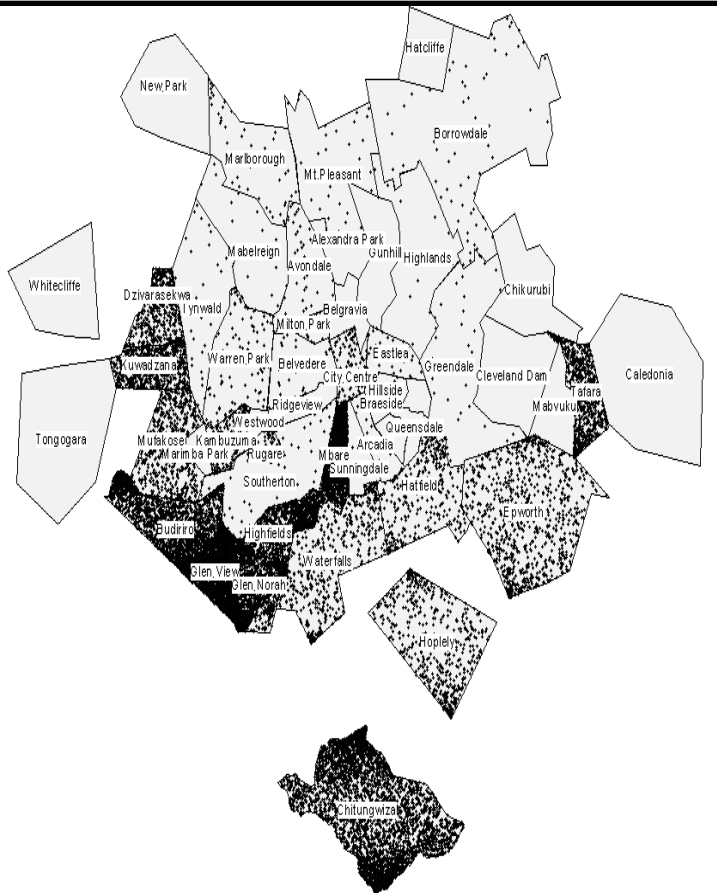 Hatcliffe
New Park
Borrowdale
Marlborough
Mt.Pleasant
Alexandra Park
Mabelreign
Gunhill
Highlands
Avondale
Whitecliffe
Chikurubi
Dzivarasekwa
Tynwald
Belgravia
Milton Park
Eastlea
Warren Park
Belvedere
Kuwadzana
Greendale
City Centre
Cleveland Dam
Caledonia
Hillside
Tafara
Braeside
Ridgeview
Mabvuku
Westwood
Queensdale
Tongogara
Mufakose
Kambuzuma
Arcadia
Marimba Park
Rugare
Mbare
Sunningdale
Southerton
Hatfield
Epworth
Budiriro
Highfields
Waterfalls
Glen View
Glen Norah
Hoplely
Chitungwiza